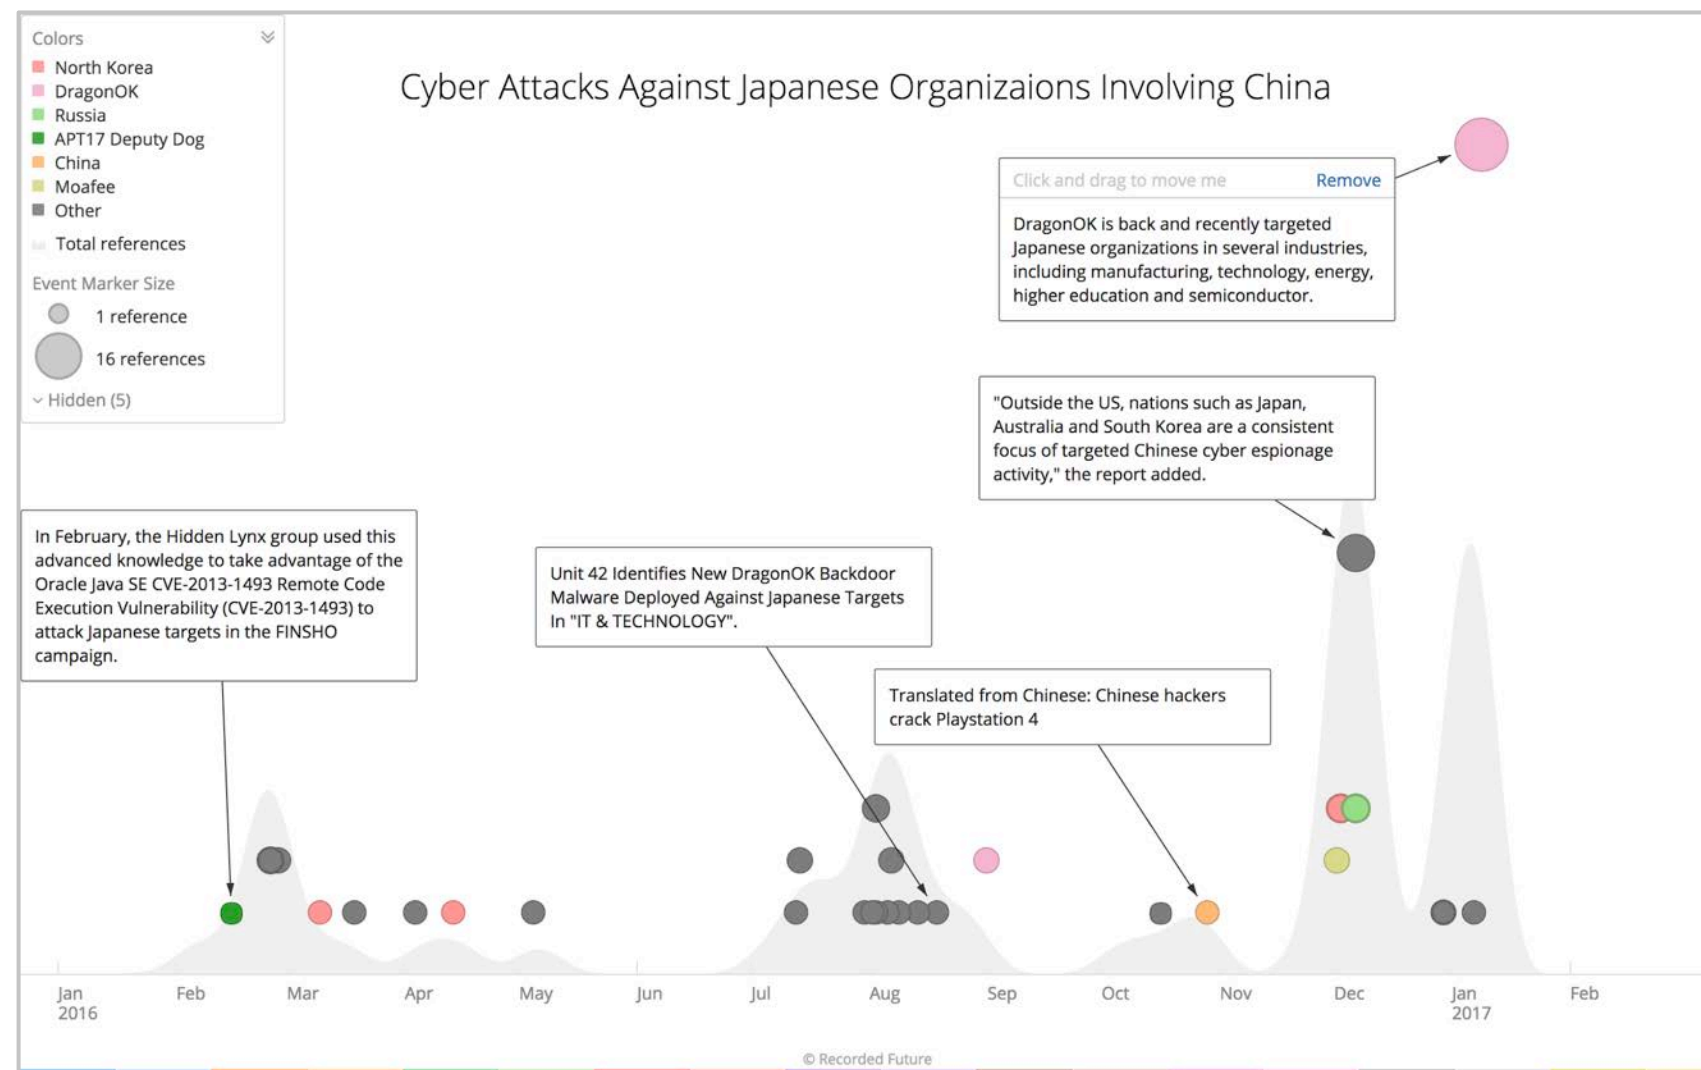 Colors
North Korea
DragonOK
Russia
APT17 Deputy Dog
China
Moafee
Other
Total references
Event Marker Size
1 reference
16 references
Hidden (5)
Cyber Attacks Against Japanese Organizaions Involving China
Click and drag to move me Remove
DragonOK is back and recently targeted
Japanese organizations in several industries,
including manufacturing, technology, energy,
higher education and semiconductor.
"Outside the US, nations such as Japan,
Australia and South Korea are a consistent
focus of targeted Chinese cyber espionage
activity," the report added.
In February, the Hidden Lynx group used this
advanced knowledge to take advantage of the
Oracle Java SE CVE-2013-1493 Remote Code
Execution Vulnerability (CVE-2013-1493) to
attack Japanese targets in the FINSHO
campaign.
Unit 42 Identifies New DragonOK Backdoor
Malware Deployed Against Japanese Targets
In "IT & TECHNOLOGY".
Translated from Chinese: Chinese hackers
crack Playstation 4
Jan Feb Mar Apr May Jun Jul Aug Sep Oct Nov Dec Jan Feb
2016 2017
© Recorded Future